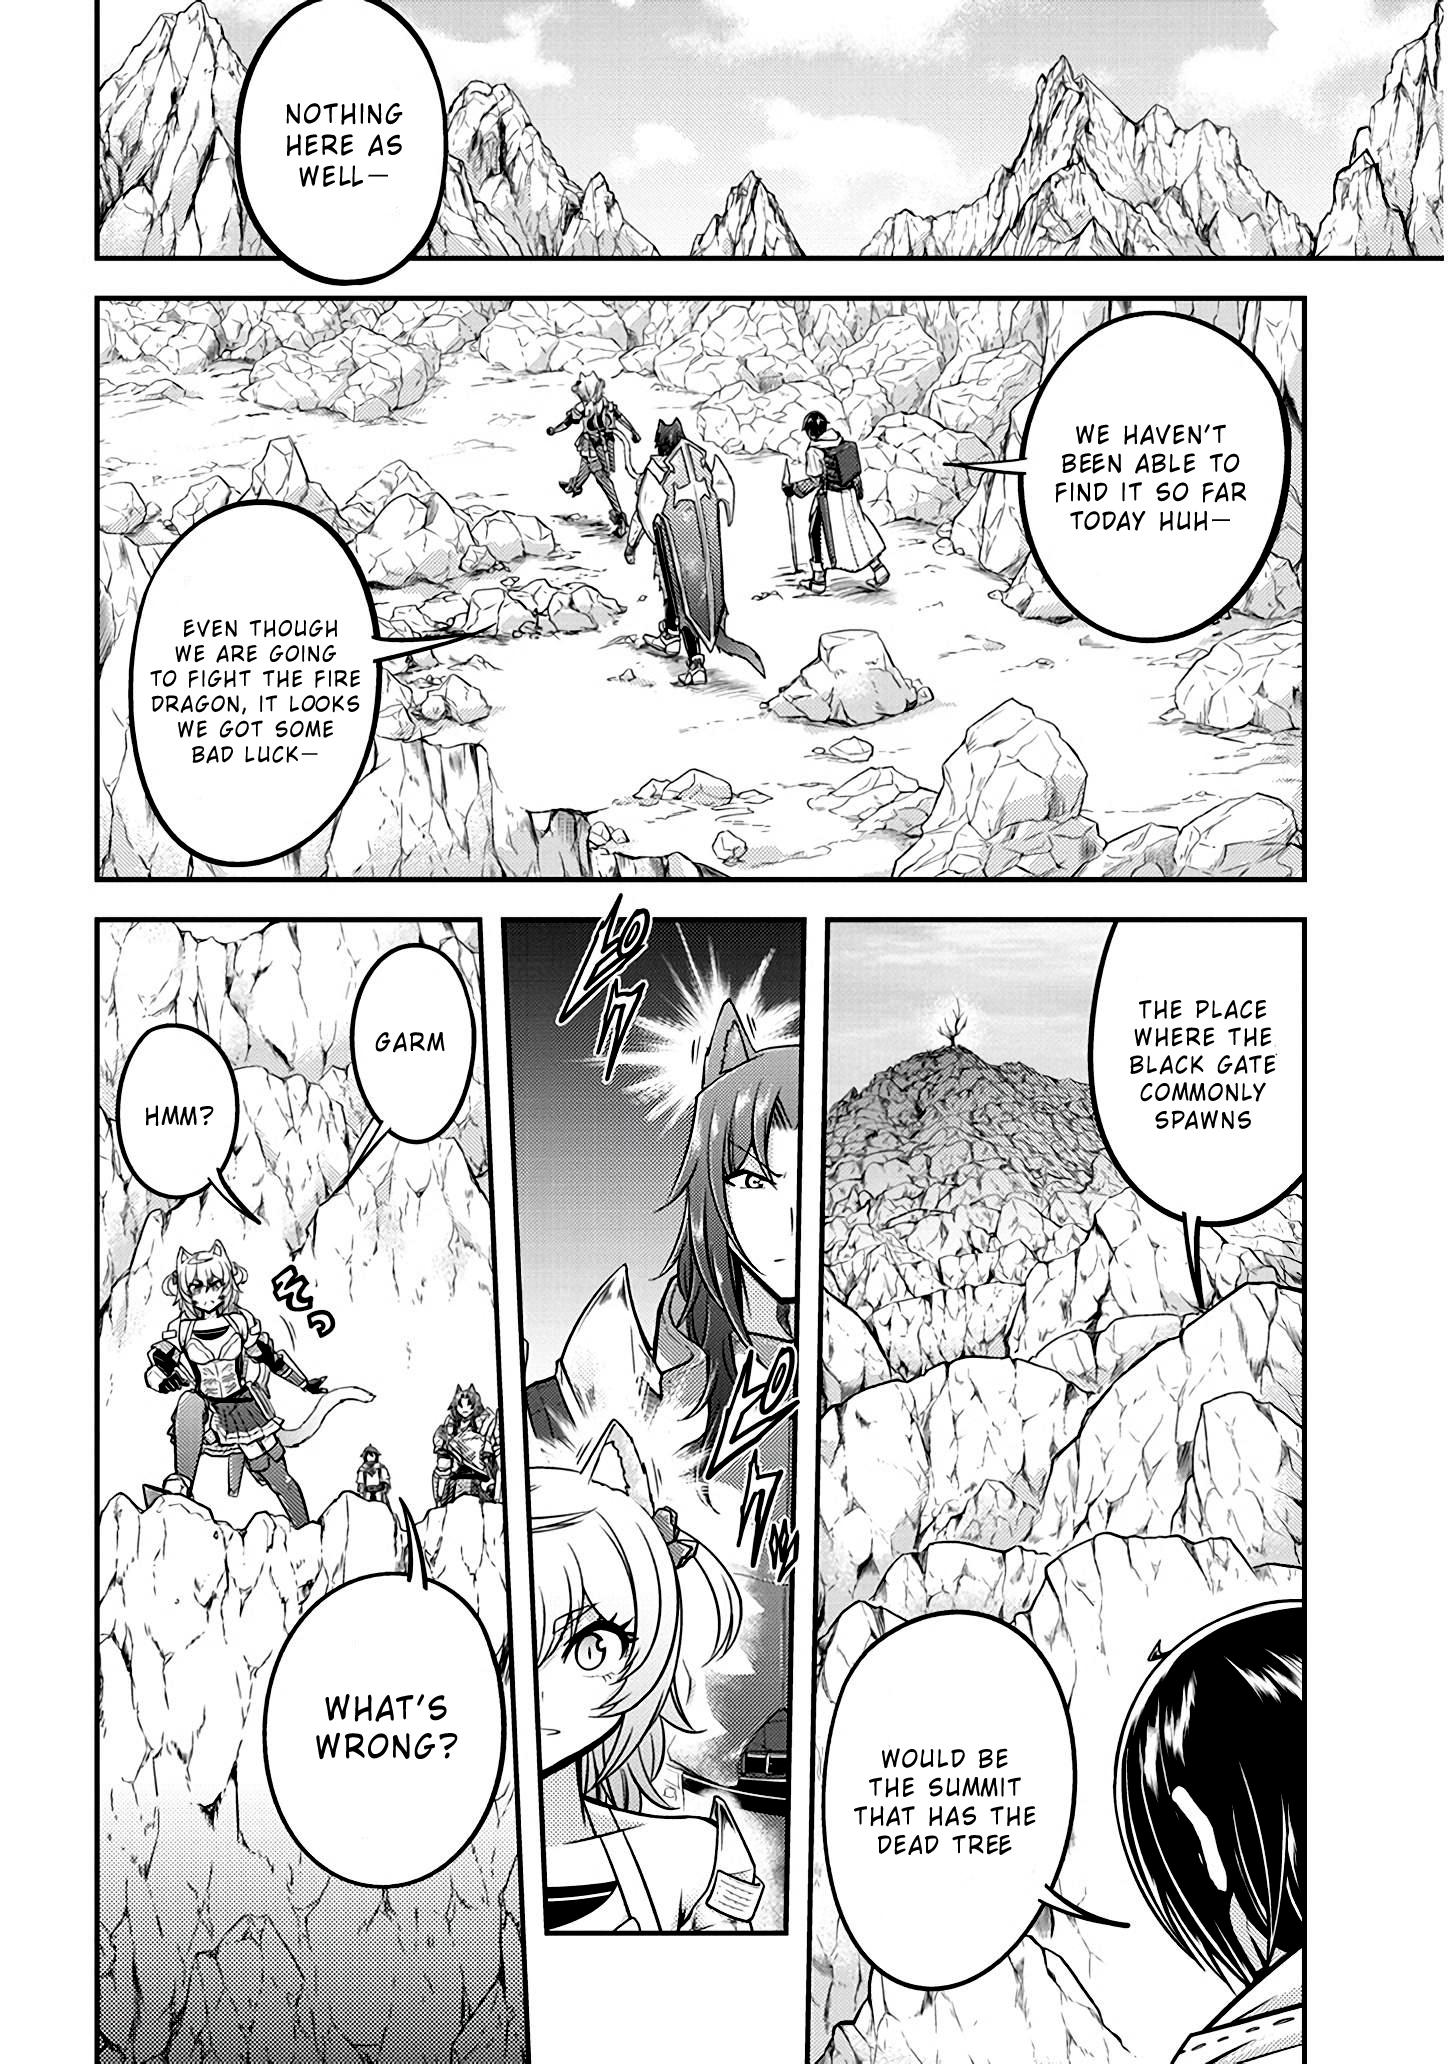 NOTHING
HERE AS
WELL—
WE HAVEN'T
BEEN ABLE TO
FIND IT SO FAR
TODAY HUH—
EVEN THOUGH
WE ARE GOING
TO FIGHT THE FIRE
DRAGON, IT LOOKS
WE GOT SOME
BAD LUCK—
THE PLACE
WHERE THE
BLACK GATE
COMMONLY
SPAWNS
WOULD BE
THE SUMMIT
THAT HAS THE
DEAD TREE
GARM
HMM?
そっ
WHAT'S
WRONG?